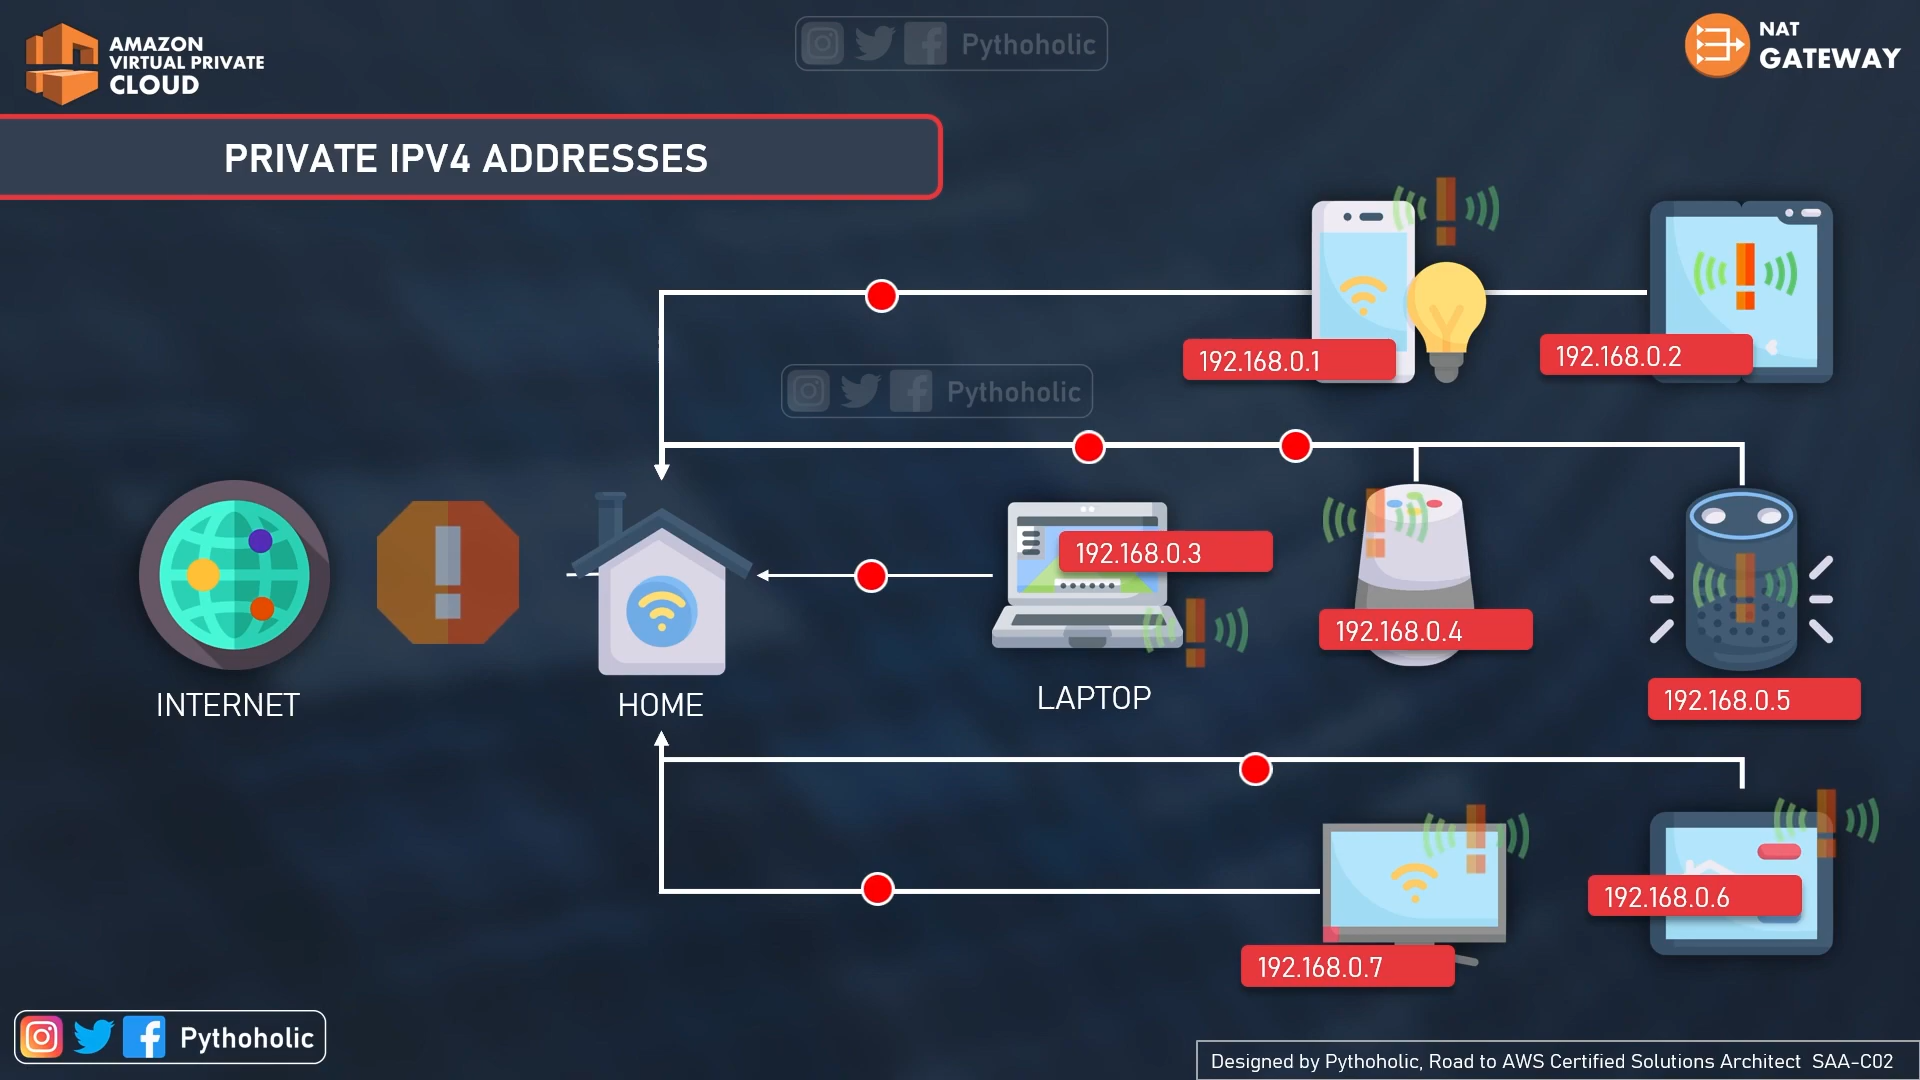 AMAZON
VIRTUAL PRIVATE
CLOUD
Pythoholic
NAT
GATEWAY
PRIVATE IPV4 ADDRESSES
192.168.0.1
192.168.0.2
Pythoholic
192.168.0.3
192.168.0.4
192.168.0.5
INTERNET
HOME
LAPTOP
192.168.0.6
192.168.0.7
Pythoholic
Designed by Pythoholic, Road to AWS Certified Solutions Architect SAA-C02